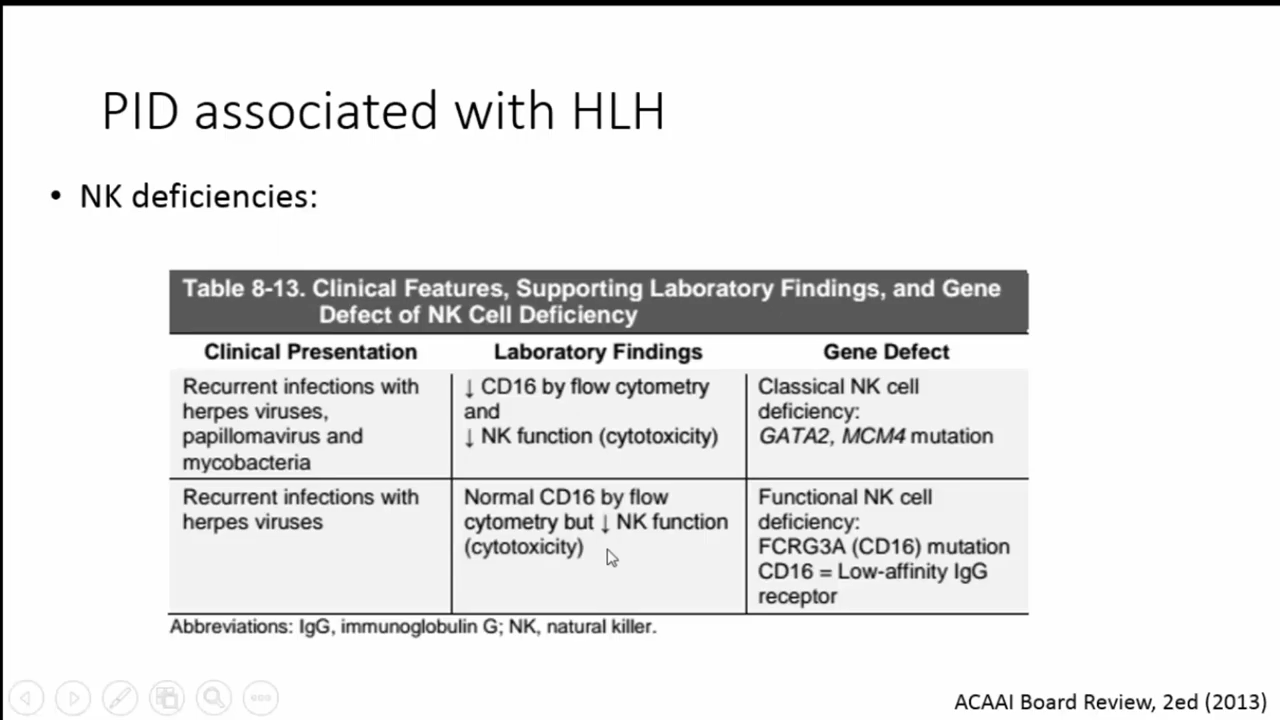 PID associated with HLH
• NK deficiencies:
Table 8-13. Clinical Features, Supporting Laboratory Findings, and Gene
Defect of NK Cell Deficiency
Clinical Presentation
Laboratory Findings
Gene Defect
Recurrent infections with
herpes viruses,
papillomavirus and
mycobacteria
↓ CD16 by flow cytometry
and
↓ NK function (cytotoxicity)
Classical NK cell
deficiency:
GATA2, MCM4 mutation
Recurrent infections with
herpes viruses
Normal CD16 by flow
cytometry but ↓ NK function
(cytotoxicity)
Functional NK cell
deficiency:
FCRG3A (CD16) mutation
CD16 = Low-affinity IgG
receptor
Abbreviations: IgG, immunoglobulin G; NK, natural killer.
ACAAI Board Review, 2ed (2013)